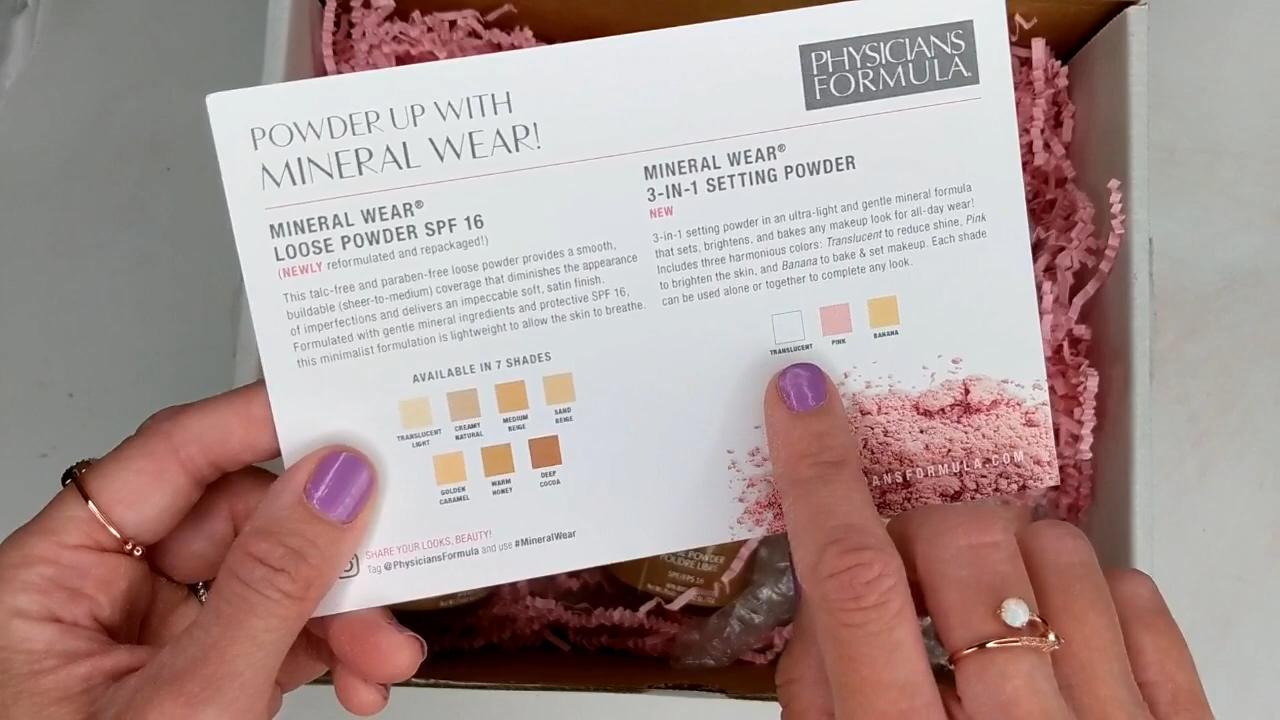 POWDER UP WITH
MINERAL WEAR!
PHYSICIANS
FORMULA®
MINERAL WEAR®
LOOSE POWDER SPF 16
(NEWLY reformulated and repackaged!)
This talc-free and paraben-free loose powder provides a smooth,
buildable (sheer-to-medium) coverage that diminishes the appearance
of imperfections and delivers an impeccable soft, satin finish.
Formulated with gentle mineral ingredients and protective SPF 16,
this minimalist formulation is lightweight to allow the skin to breathe.
AVAILABLE IN 7 SHADES
TRANSLUCENT
LIGHT
CREAMY
NATURAL
MEDIUM
BEIGE
SAND
BEIGE
GOLDEN
CARAMEL
WARM
HONEY
DEEP
COCOA
SHARE YOUR LOOKS, BEAUTY!
Tag @PhysiciansFormula and use #MineralWear
MINERAL WEAR®
3-IN-1 SETTING POWDER
NEW
3-in-1 setting powder in an ultra-light and gentle mineral formula
that sets, brightens, and bakes any makeup look for all-day wear!
Includes three harmonious colors: Translucent to reduce shine, Pink
to brighten the skin, and Banana to bake & set makeup. Each shade
can be used alone or together to complete any look.
TRANSLUCENT
PINK
BANANA
ANSFORMULA.COM
POWDER
POUDRE LIBRE
SPF/FPS 16